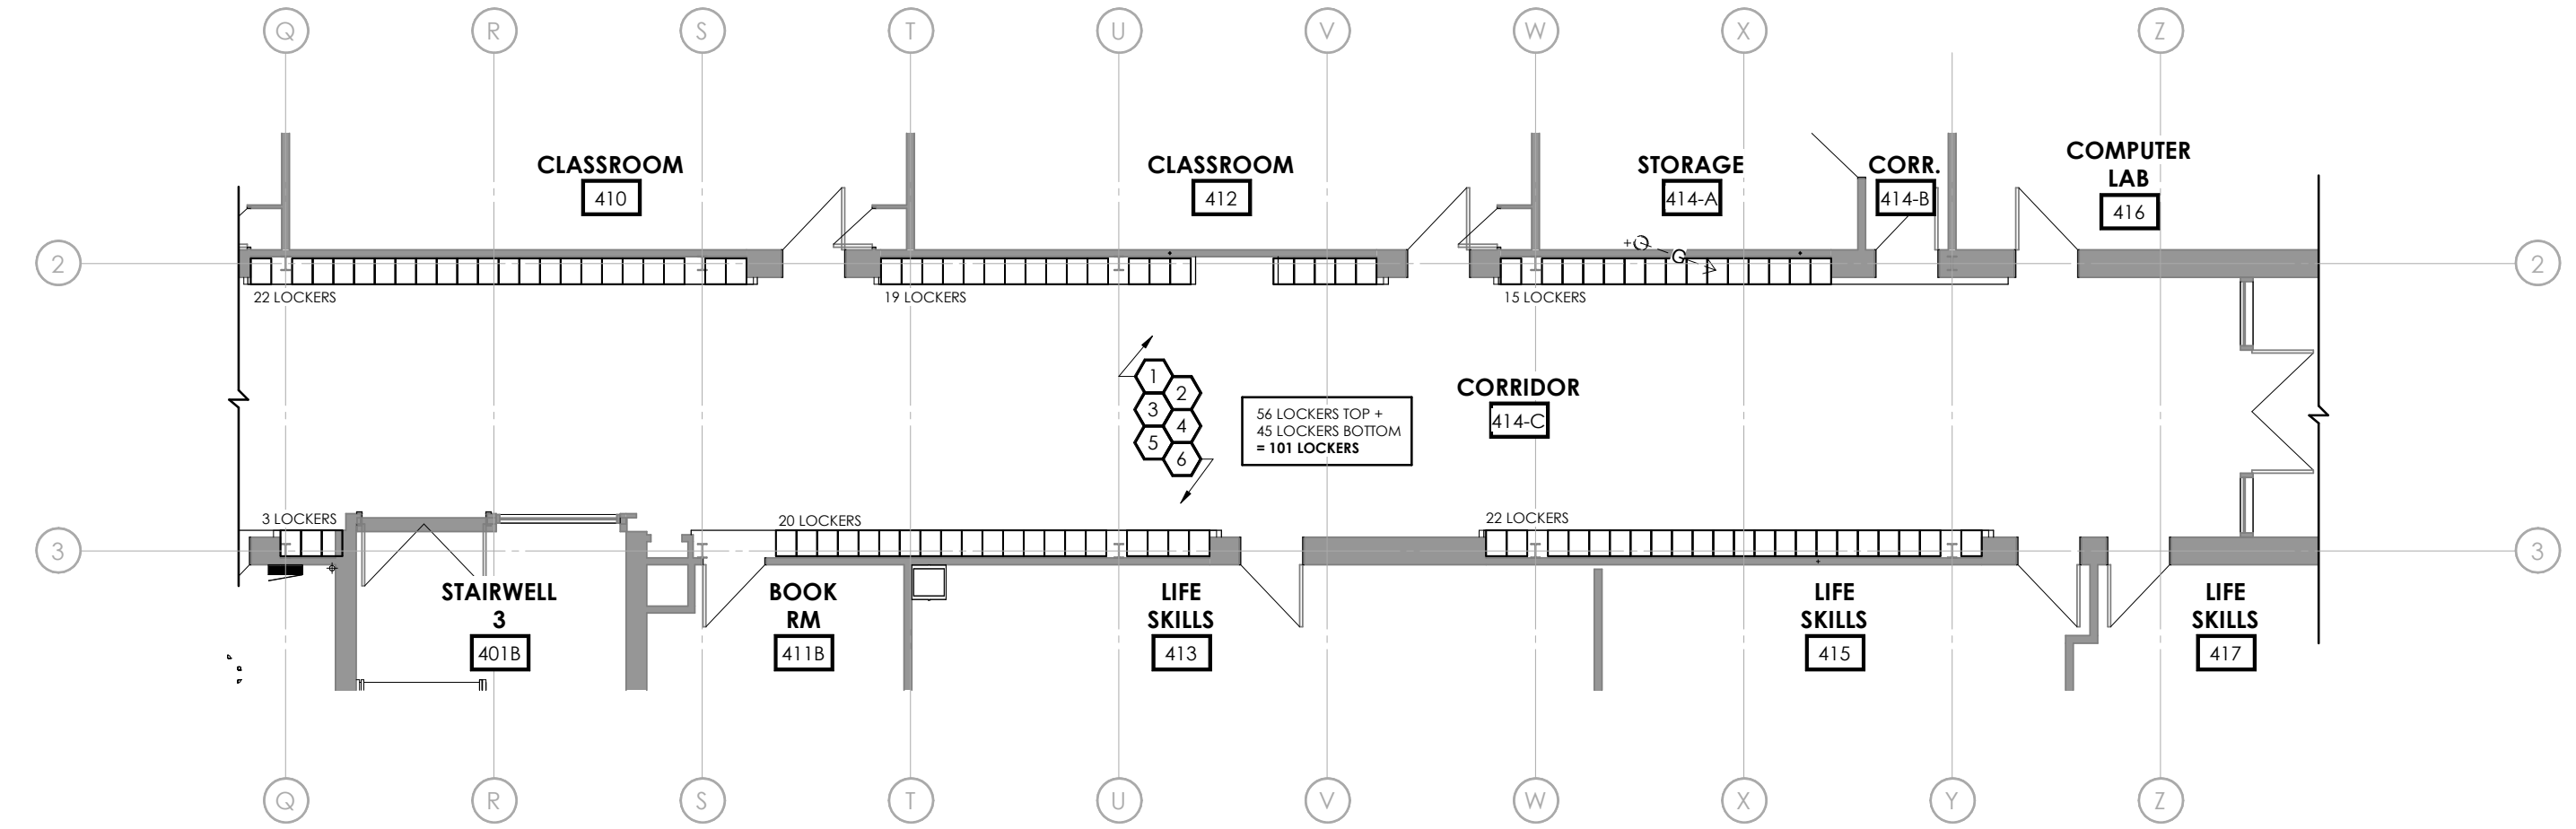 Q R S T U V W X Z
CLASSROOM
410
CLASSROOM
412
STORAGE
414-A
CORR.
414-B
COMPUTER
LAB
416
2
G
2
22 LOCKERS
19 LOCKERS
15 LOCKERS
1
2
3
4
5
6
56 LOCKERS TOP +
45 LOCKERS BOTTOM
= 101 LOCKERS
CORRIDOR
414-C
3 LOCKERS
20 LOCKERS
22 LOCKERS
3
3
STAIRWELL
3
401B
BOOK
RM
411B
LIFE
SKILLS
413
LIFE
SKILLS
415
LIFE
SKILLS
417
Q R S T U V W X Y Z